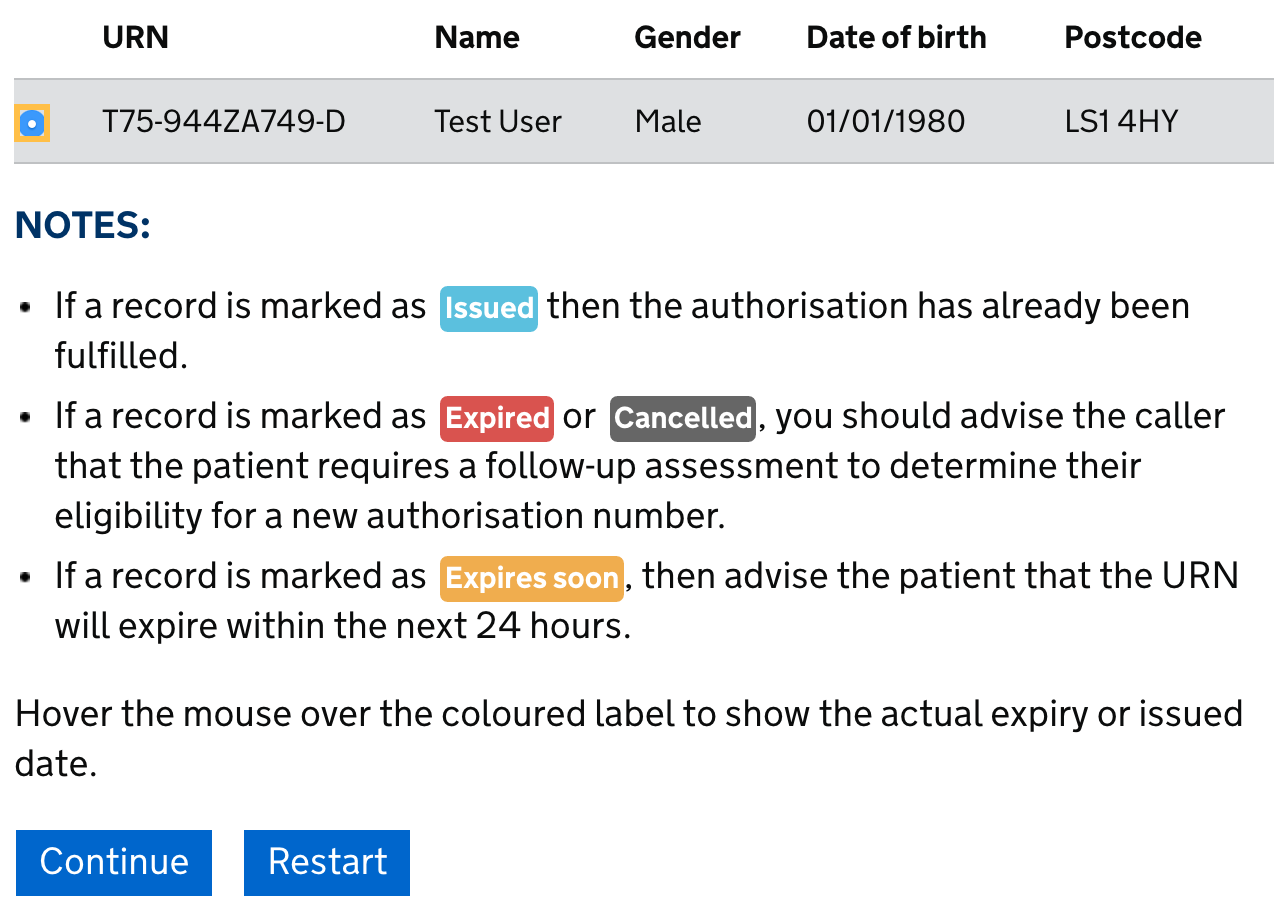 URN Name Gender Date of birth Postcode
T75-944ZA749-D Test User Male 01/01/1980 LS1 4HY
NOTES:
• If a record is marked as Issued then the authorisation has already been
fulfilled.
• If a record is marked as Expired or Cancelled, you should advise the caller
that the patient requires a follow-up assessment to determine their
eligibility for a new authorisation number.
• If a record is marked as Expires soon, then advise the patient that the URN
will expire within the next 24 hours.
Hover the mouse over the coloured label to show the actual expiry or issued
date.
Continue Restart